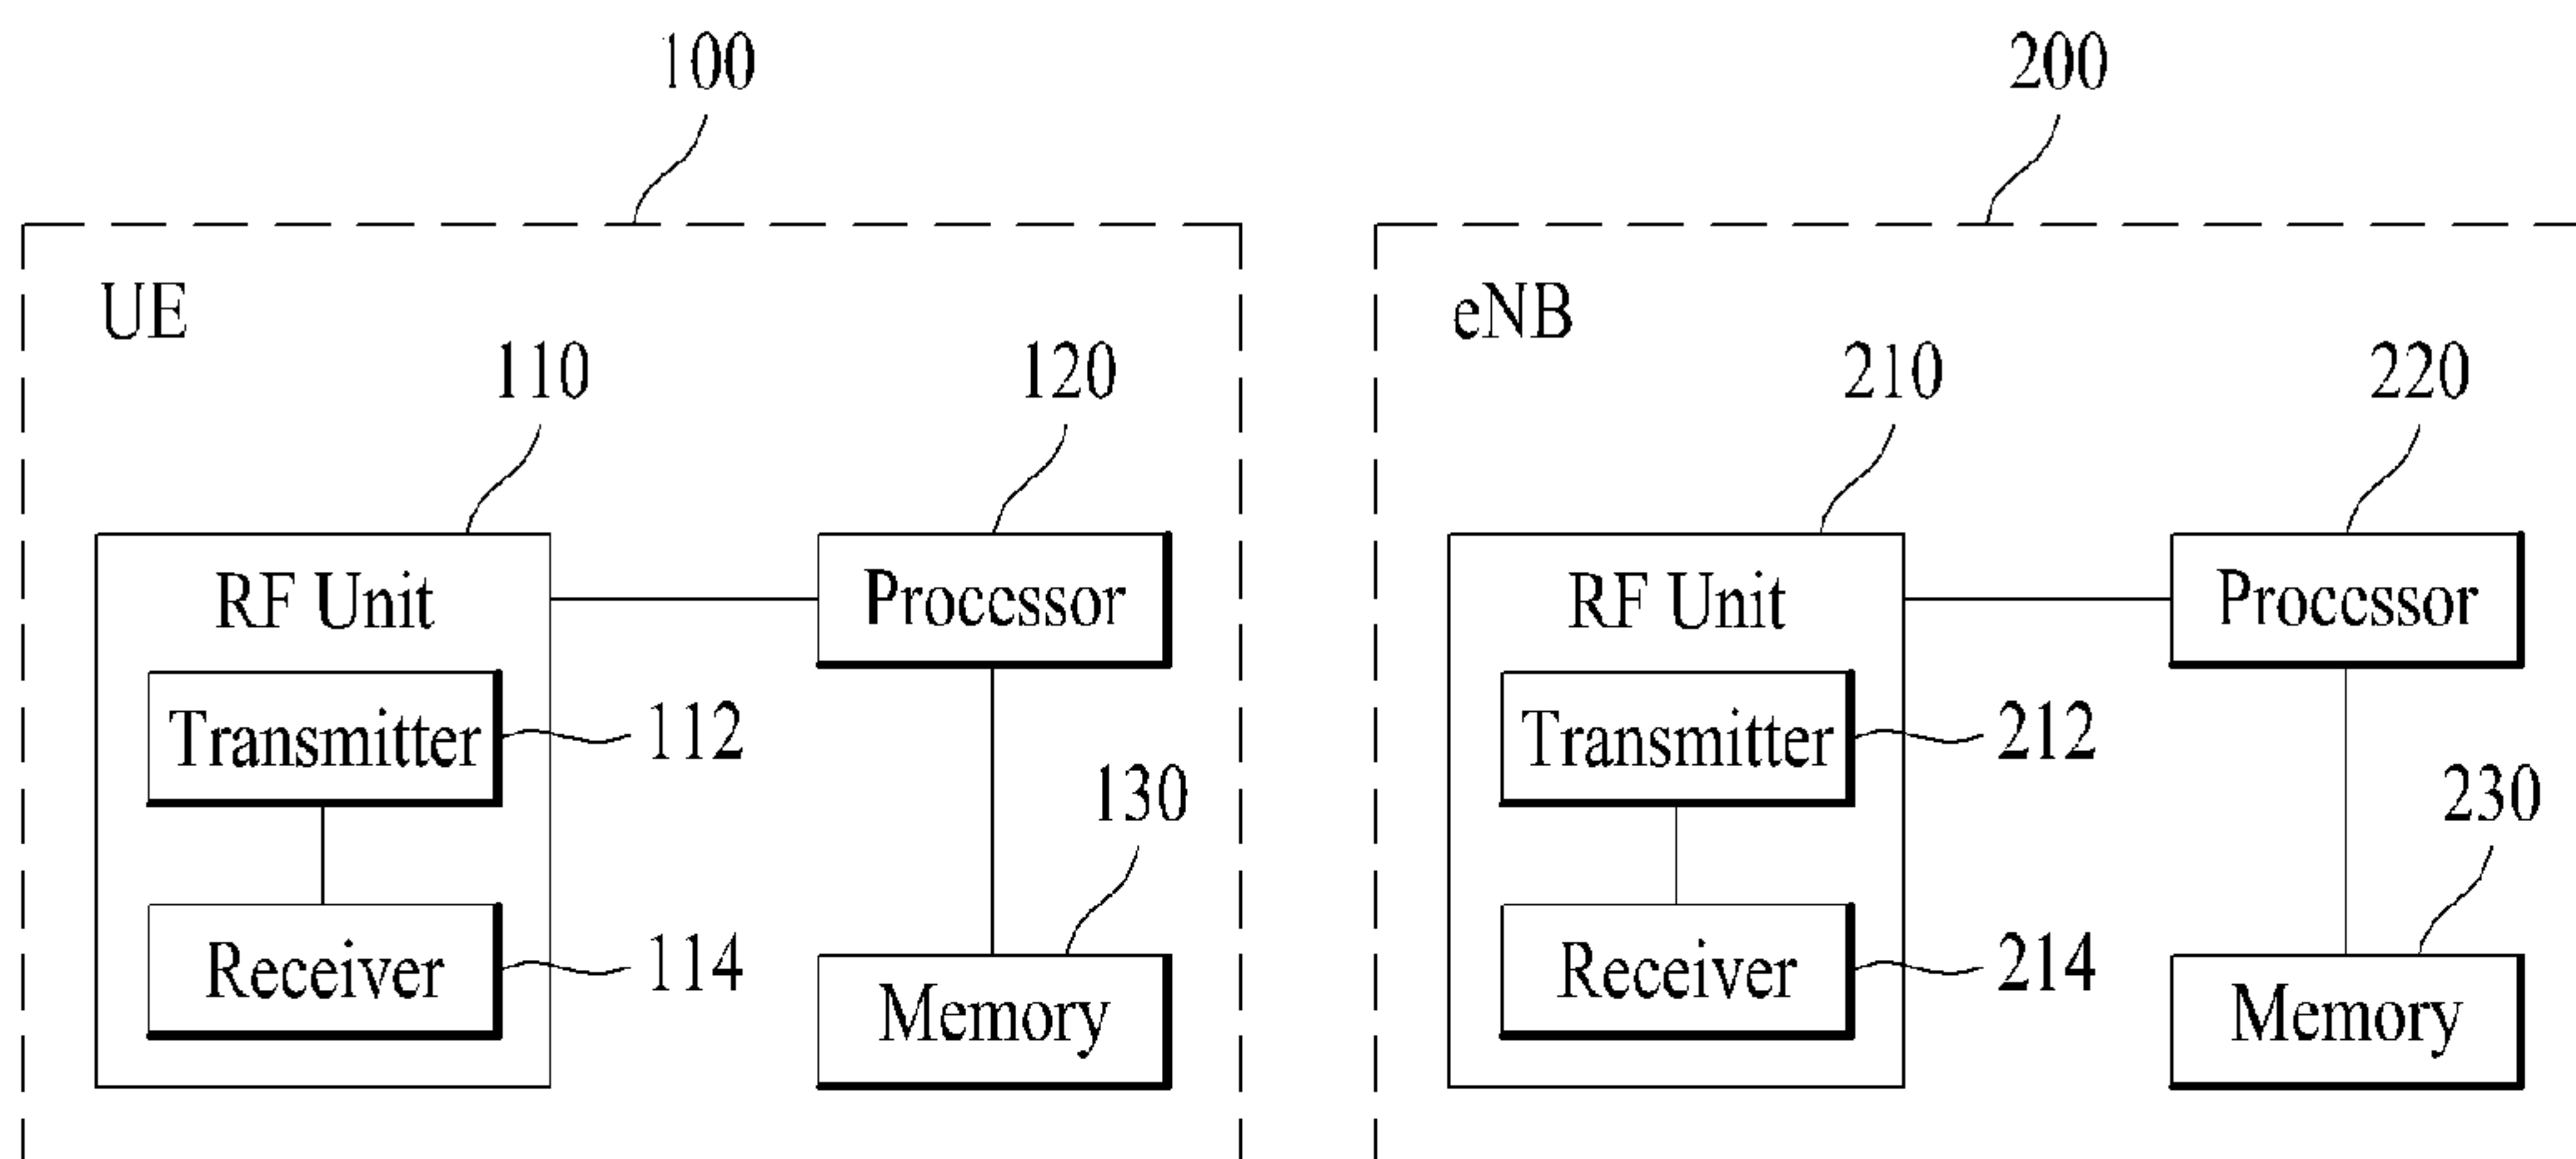 100
200
UE
eNB
110
120
210
220
RF Unit
Processor
RF Unit
Processor
Transmitter
112
Transmitter
212
130
230
Receiver
114
Receiver
214
Memory
Memory